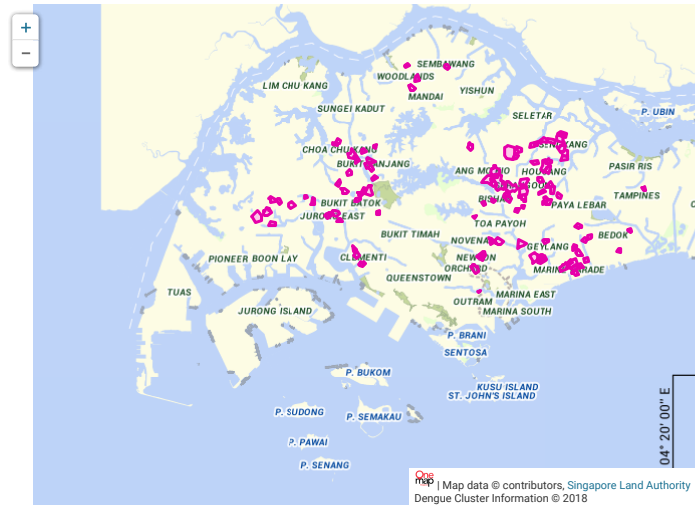 +
−
SEMBAWANG
WOODLANDS
LIM CHU KANG
YISHUN
MANDAI
SUNGEI KADUT
SELETAR
P. UBIN
CHOA CHU KANG
SENGKANG
BUKIT PANJANG
PASIR RIS
ANG MO KIO
HOUGANG
SERANGOON
TAMPINES
BISHAN
BUKIT BATOK
PAYA LEBAR
JURONG EAST
TOA PAYOH
BUKIT TIMAH
BEDOK
NOVENA
GEYLANG
PIONEER
BOON LAY
CLEMENTI
NEWTON
ORCHARD
MARINE PARADE
QUEENSTOWN
TUAS
MARINA EAST
OUTRAM
JURONG ISLAND
MARINA SOUTH
P. BRANI
SENTOSA
P. BUKOM
KUSU ISLAND
ST. JOHN'S ISLAND
P. SUDONG
P. SEMAKAU
P. PAWAI
P. SENANG
04° 20' 00" E
One
map | Map data © contributors, Singapore Land Authority
Dengue Cluster Information © 2018